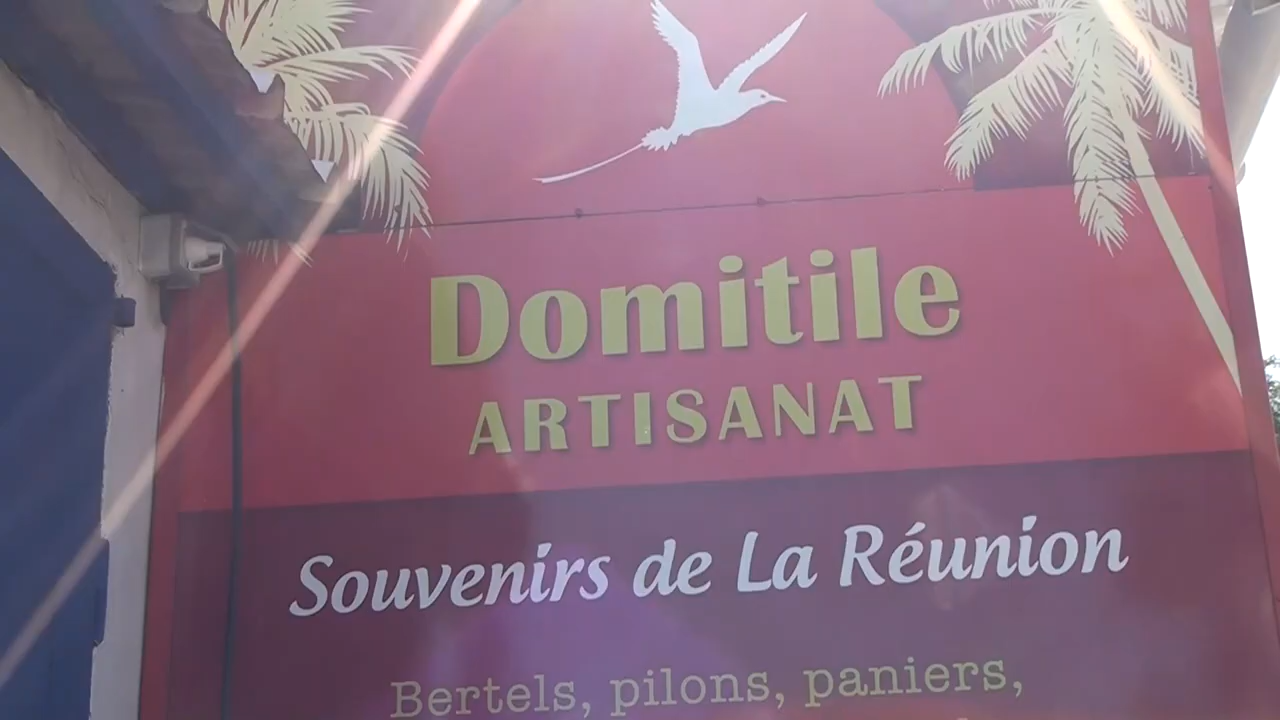 Domitile
ARTISANAT
Souvenirs de La Réunion
Bertels, pilons, paniers,